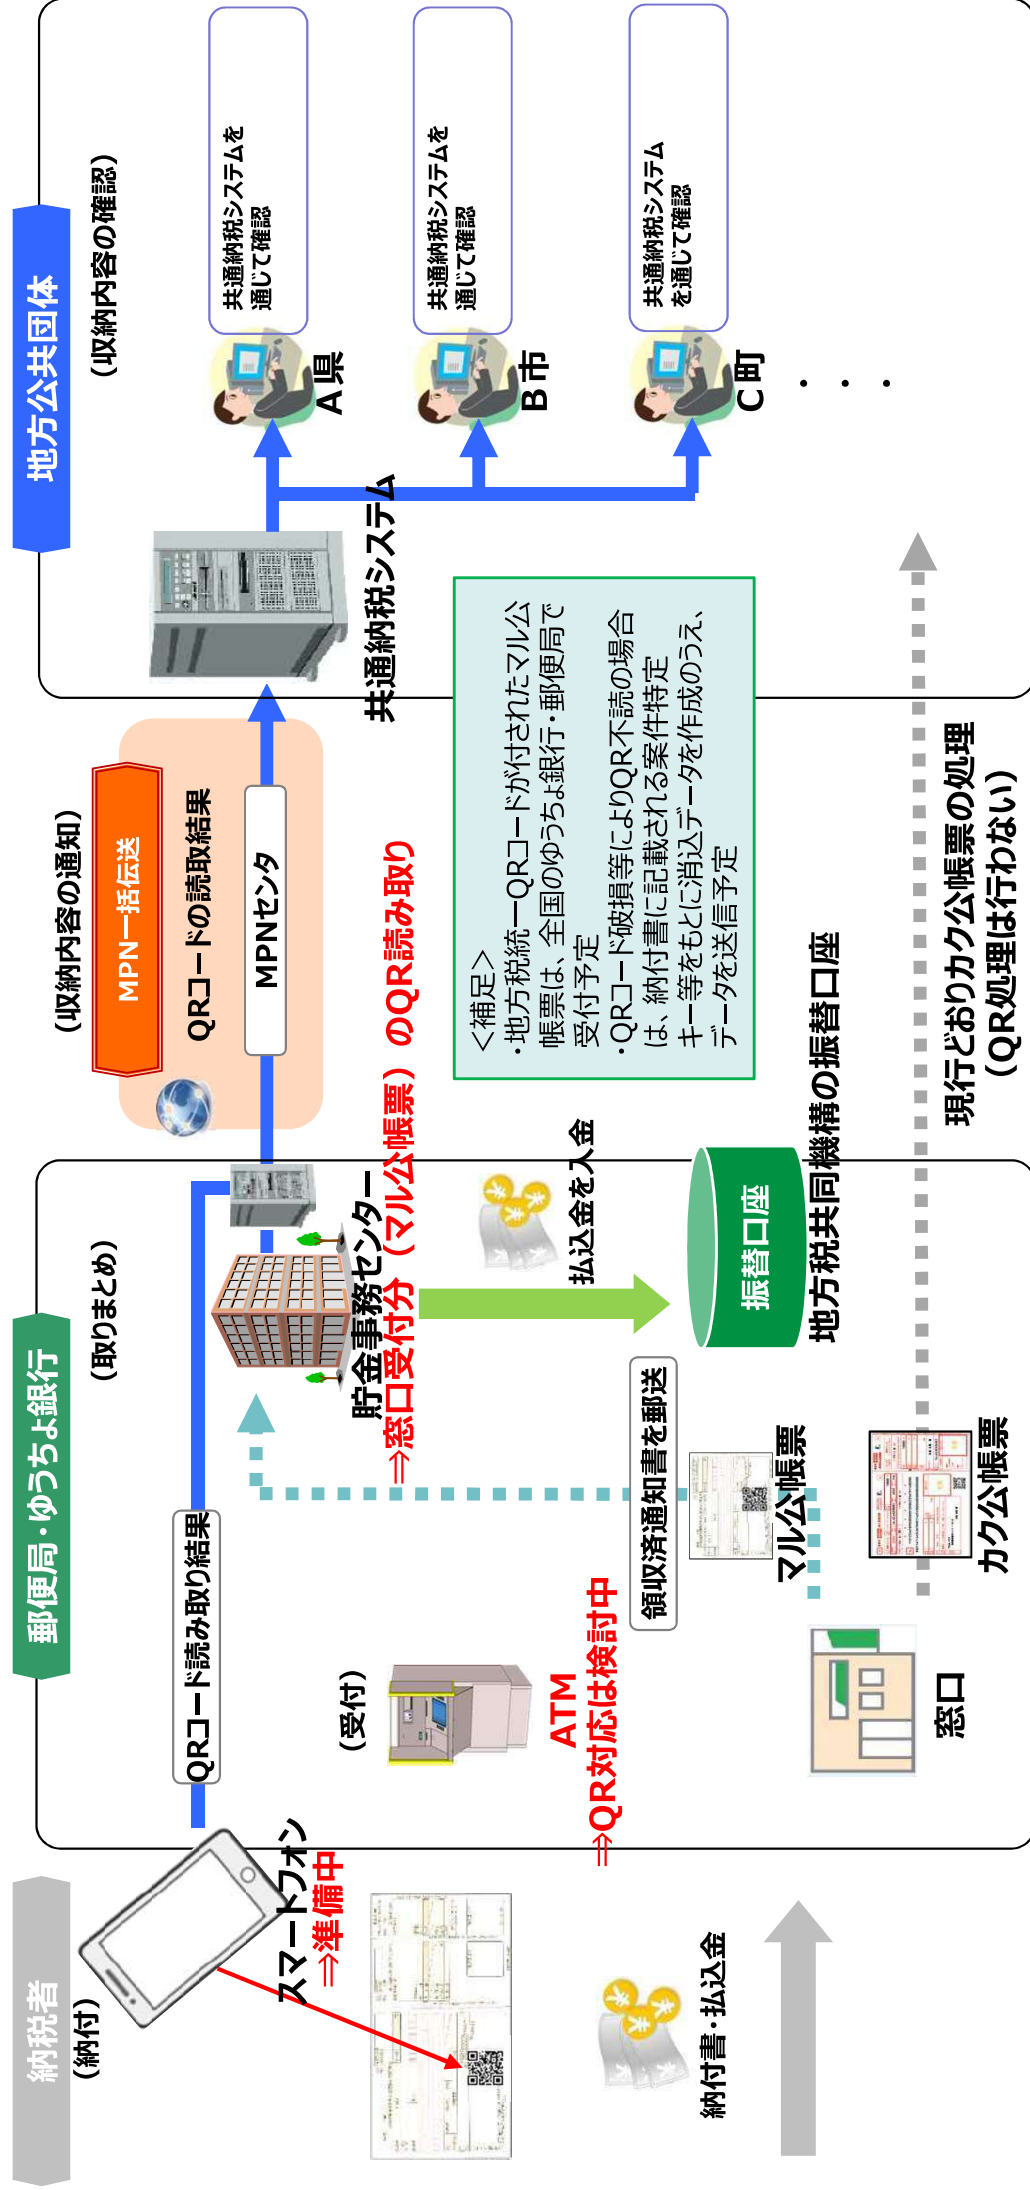 納税者
(納付)
スマートフォン
⇒準備中
納付書・払込金
郵便局・ゆうちょ銀行
(取りまとめ)
QRコード読み取り結果
(受付)
ATM
⇒QR対応は検討中
窓口
貯金事務センター
⇒窓口受付分（マル公帳票）のQR読み取り
領収済通知書を郵送
マル公帳票
カク公帳票
払込金を入金
振替口座
地方税共同機構の振替口座
(収納内容の通知)
MPN一括伝送
QRコードの読取結果
MPNセンタ
＜補足＞
・地方税統一QRコードが付されたマル公
帳票は、全国のゆうちょ銀行・郵便局で
受付予定
・QRコード破損等によりQR不読の場合
は、納付書に記載される案件特定
キー等をもとに消込データを作成のうえ、
データを送信予定
現行どおりカク公帳票の処理
(QR処理は行わない)
地方公共団体
(収納内容の確認)
共通納税システム
A県
共通納税システムを
通じて確認
B市
共通納税システムを
通じて確認
C町
共通納税システム
を通じて確認
・・・